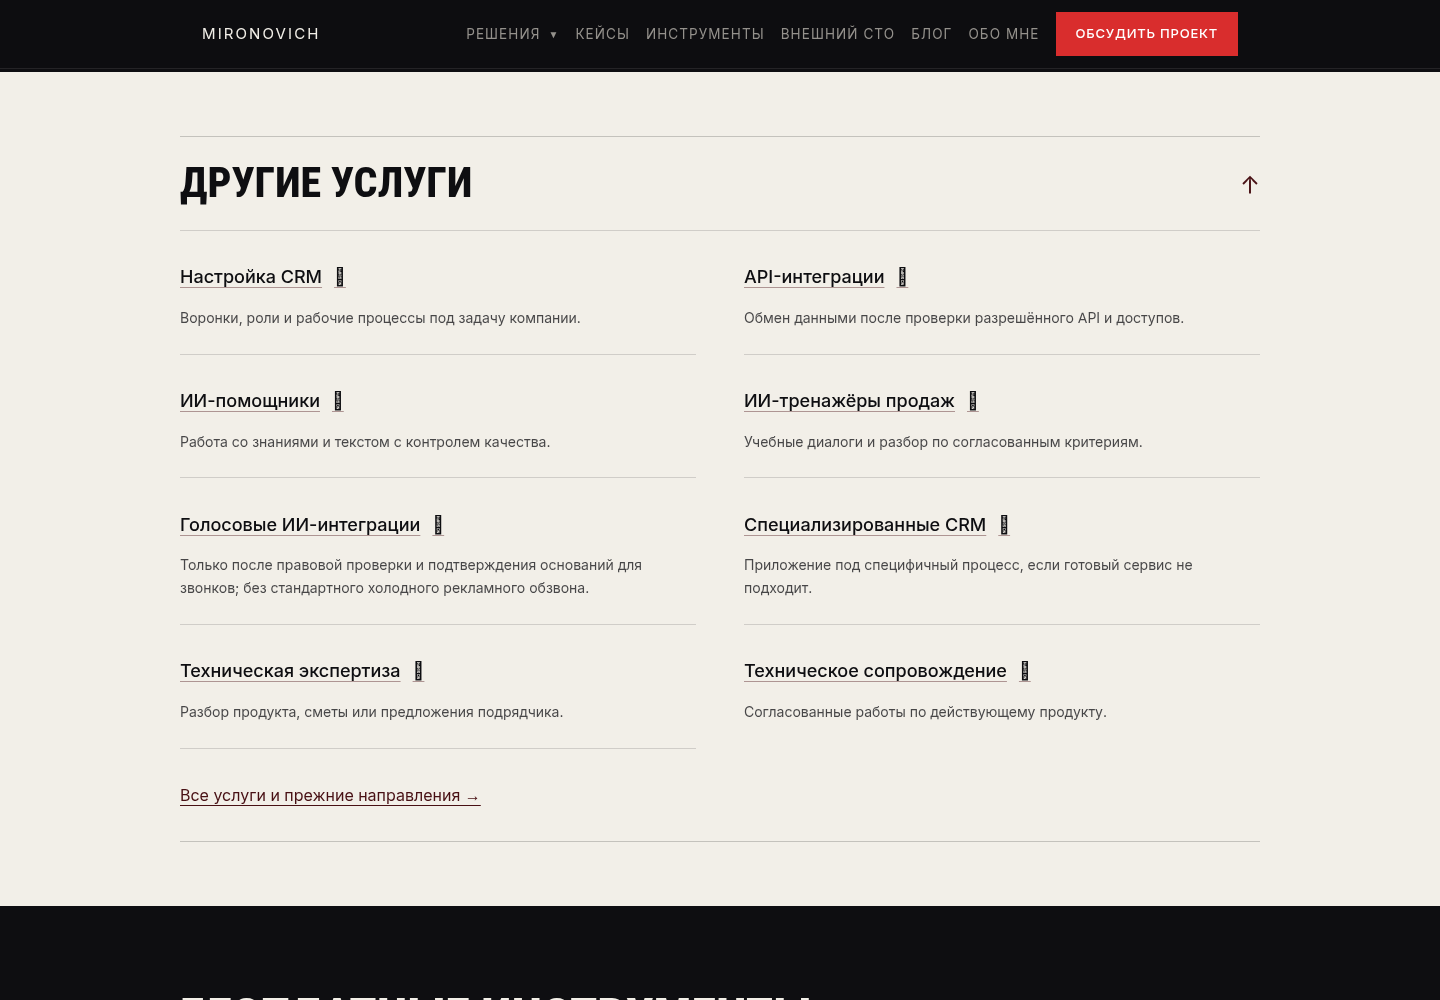 MIRONOVICH
РЕШЕНИЯ ▾ КЕЙСЫ ИНСТРУМЕНТЫ ВНЕШНИЙ CTO БЛОГ ОБО МНЕ ОБСУДИТЬ ПРОЕКТ
ДРУГИЕ УСЛУГИ ↑
Настройка CRM
Воронки, роли и рабочие процессы под задачу компании.
API-интеграции
Обмен данными после проверки разрешённого API и доступов.
ИИ-помощники
Работа со знаниями и текстом с контролем качества.
ИИ-тренажёры продаж
Учебные диалоги и разбор по согласованным критериям.
Голосовые ИИ-интеграции
Только после правовой проверки и подтверждения оснований для
звонков; без стандартного холодного рекламного обзвона.
Специализированные CRM
Приложение под специфичный процесс, если готовый сервис не
подходит.
Техническая экспертиза
Разбор продукта, сметы или предложения подрядчика.
Техническое сопровождение
Согласованные работы по действующему продукту.
Все услуги и прежние направления →